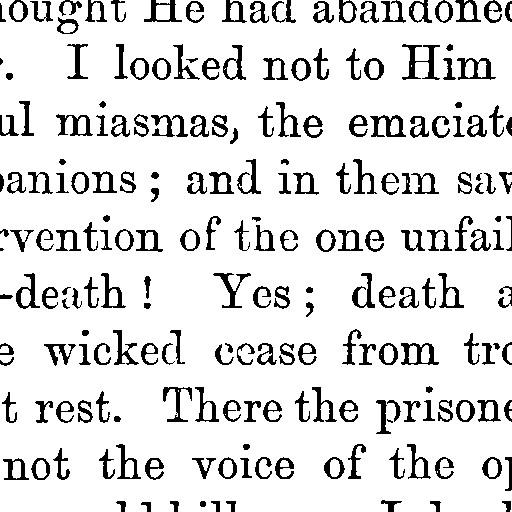 hought He had abandoned
r. I looked not to Him
ul miasmas, the emaciate
panions ; and in them saw
rvention of the one unfail
-death ! Yes ; death a
e wicked cease from tro
t rest. There the prisone
not the voice of the op